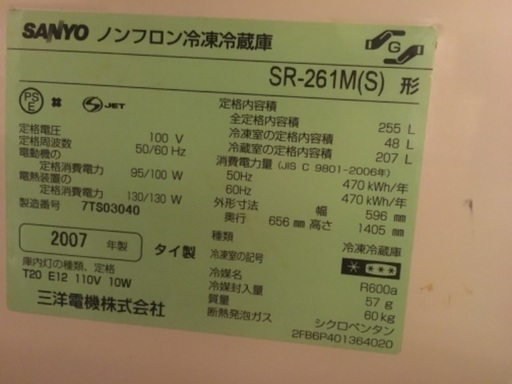 SANYO ノンフロン冷凍冷蔵庫
G
SR-261M(S) 形
PS E JET
定格電圧 100 V
定格周波数 50/60 Hz
電動機の
定格消費電力 95/100 W
電熱装置の
定格消費電力 130/130 W
製造番号 7TS03040
2007 年製 タイ製
庫内灯の種類、定格
T20 E12 110V 10W
三洋電機株式会社
定格内容積
全定格内容積 255 L
冷凍室の定格内容積 48 L
冷蔵室の定格内容積 207 L
消費電力量 (JIS C 9801-2006年)
50Hz 470 kWh/年
60Hz 470 kWh/年
外形寸法 幅 596 mm
奥行 656 mm 高さ 1405 mm
種類 冷凍冷蔵庫
冷凍室の記号
冷媒名 R600a
冷媒封入量 57 g
質量 60kg
断熱発泡ガス シクロペンタン
2FB6P401364020